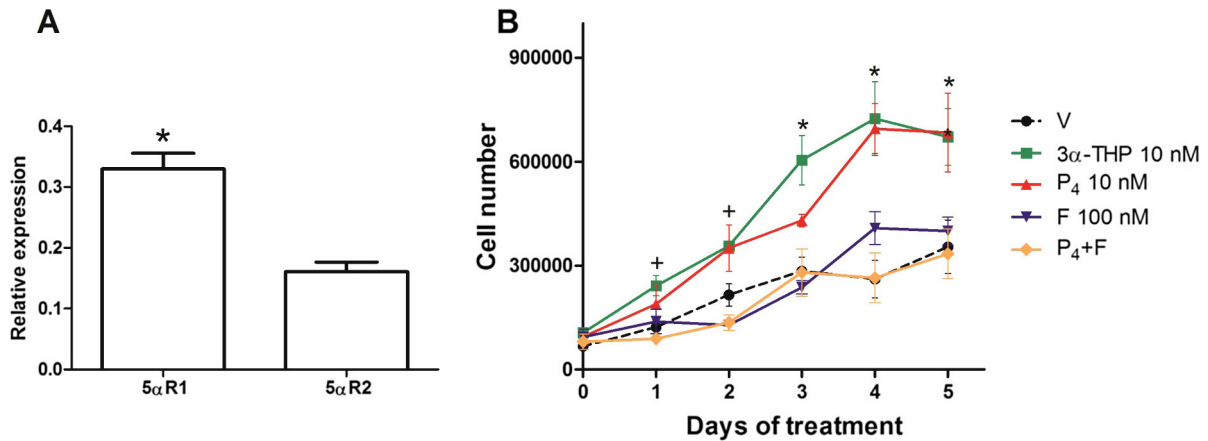 A
Relative expression
0.4
0.3
0.2
0.1
0.0
*
5αR1
5αR2
B
Cell number
900000
600000
300000
0
+
+
*
*
*
*
0 1 2 3 4 5
Days of treatment
V
3α-THP 10 nM
P₄ 10 nM
F 100 nM
P₄+F